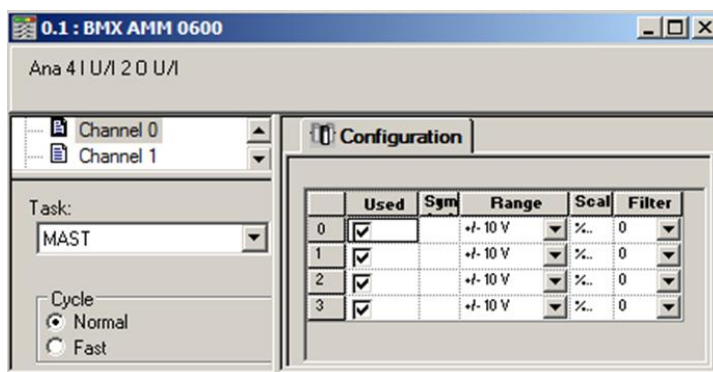 0.1 : BMX AMM 0600
Ana 4 I U/I 2 O U/I
Channel 0
Channel 1
Configuration
Task:
MAST
Cycle
Normal
Fast
Used Sym Range Scal Filter
0 +/- 10 V %.. 0
1 +/- 10 V %.. 0
2 +/- 10 V %.. 0
3 +/- 10 V %.. 0